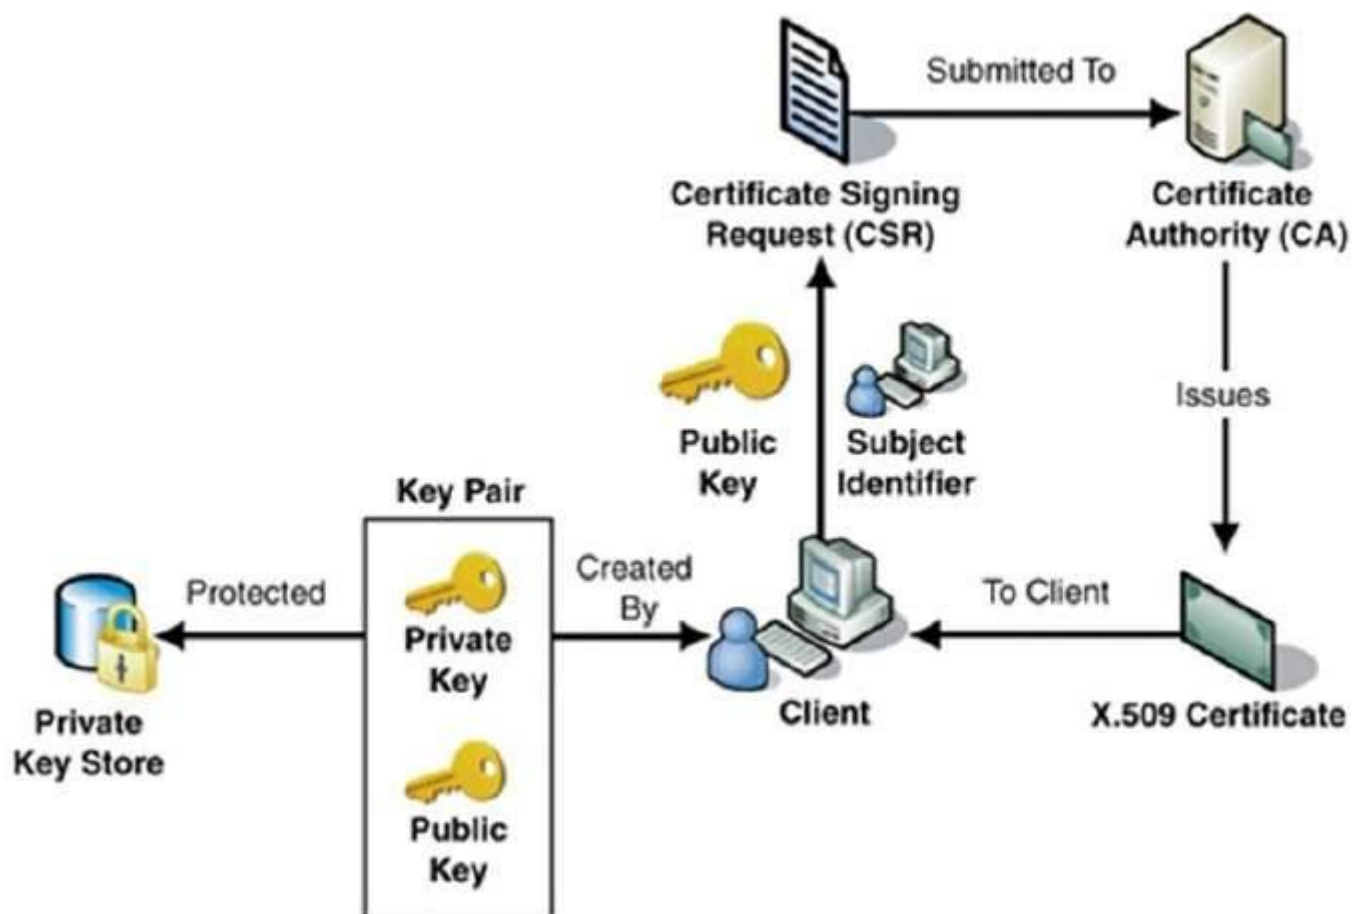 Submitted To
Certificate Signing
Request (CSR)
Certificate
Authority (CA)
Public
Key
Subject
Identifier
Issues
Key Pair
Protected
Private
Key
Created
By
To Client
Private
Key Store
Client
X.509 Certificate
Public
Key